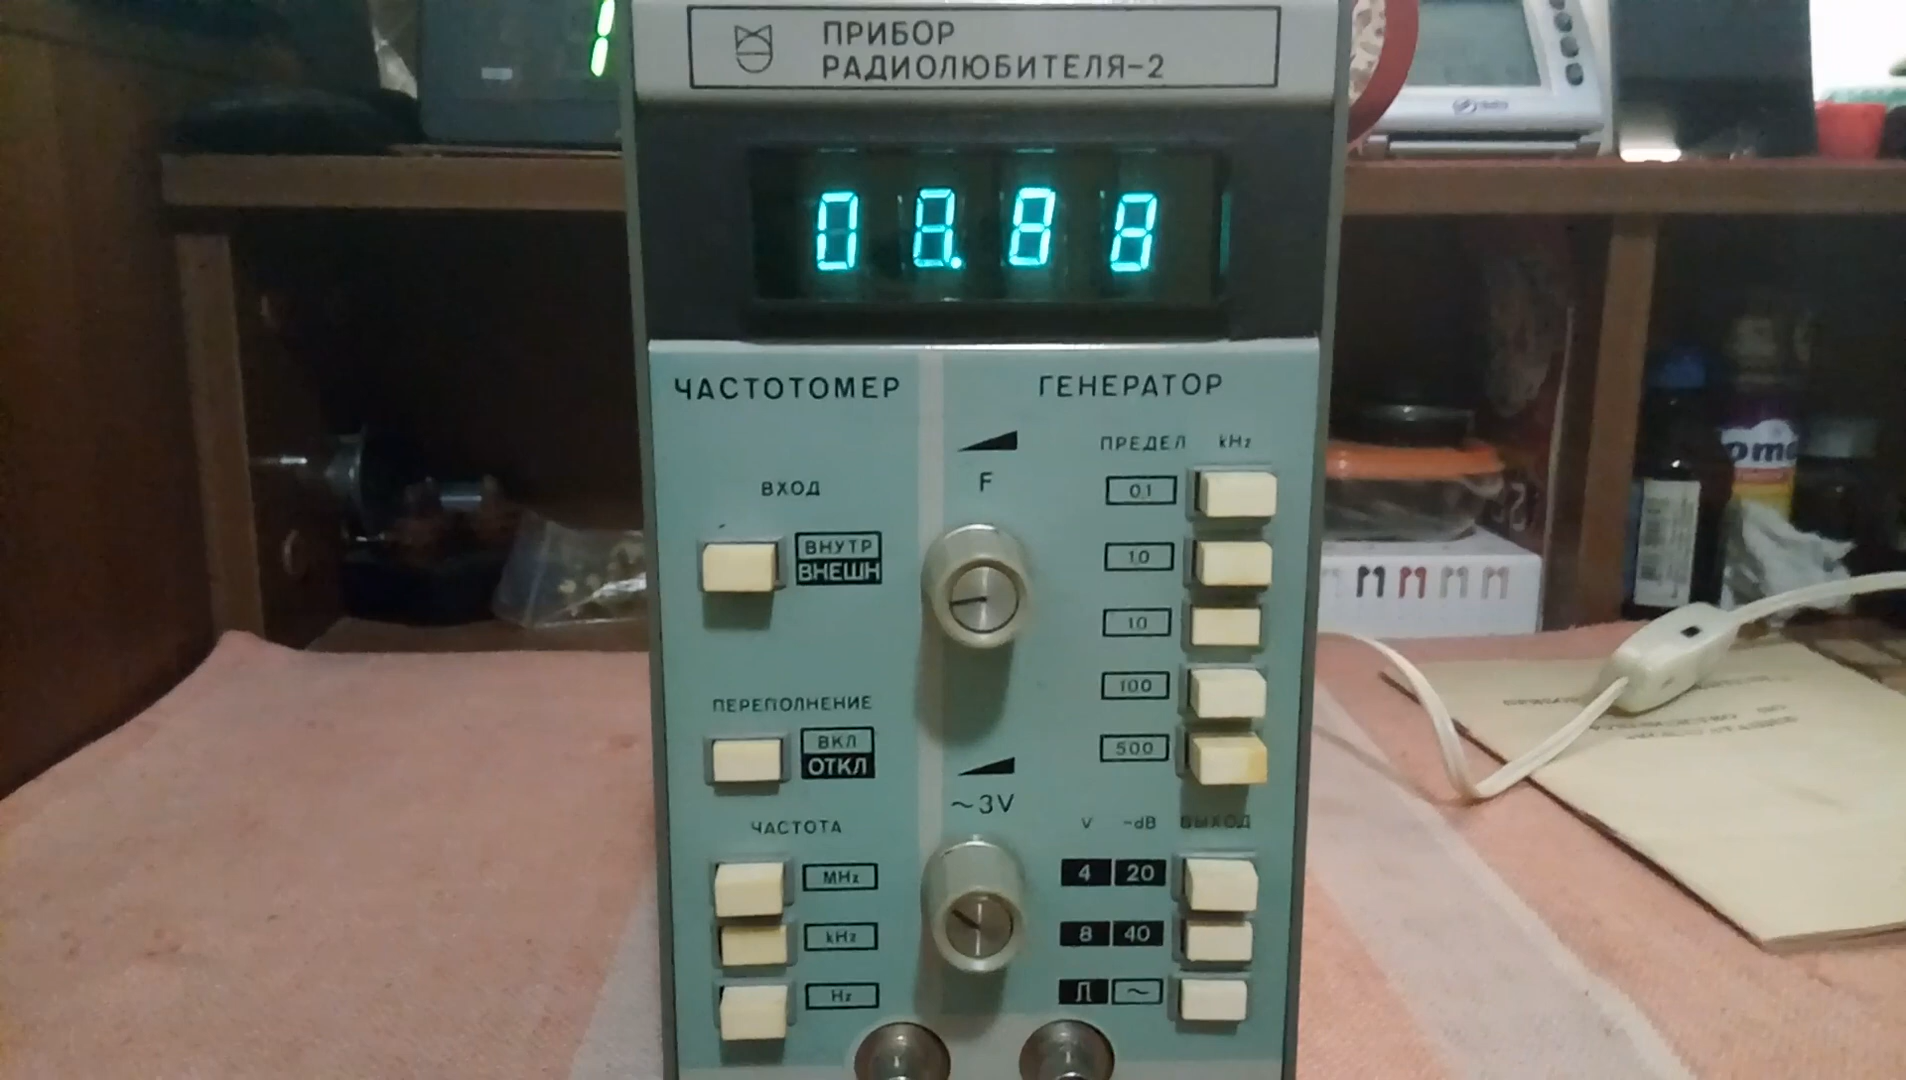 ПРИБОР
РАДИОЛЮБИТЕЛЯ-2
ЧАСТОТОМЕР
ГЕНЕРАТОР
ПРЕДЕЛ kHz
F
ВХОД
0.1
ВНУТР
ВНЕШН
1.0
10
ПЕРЕПОЛНЕНИЕ
100
ВКЛ
ОТКЛ
500
~3V
ЧАСТОТА
V -dB ВЫХОД
MHz
4 20
kHz
8 40
Hz
~